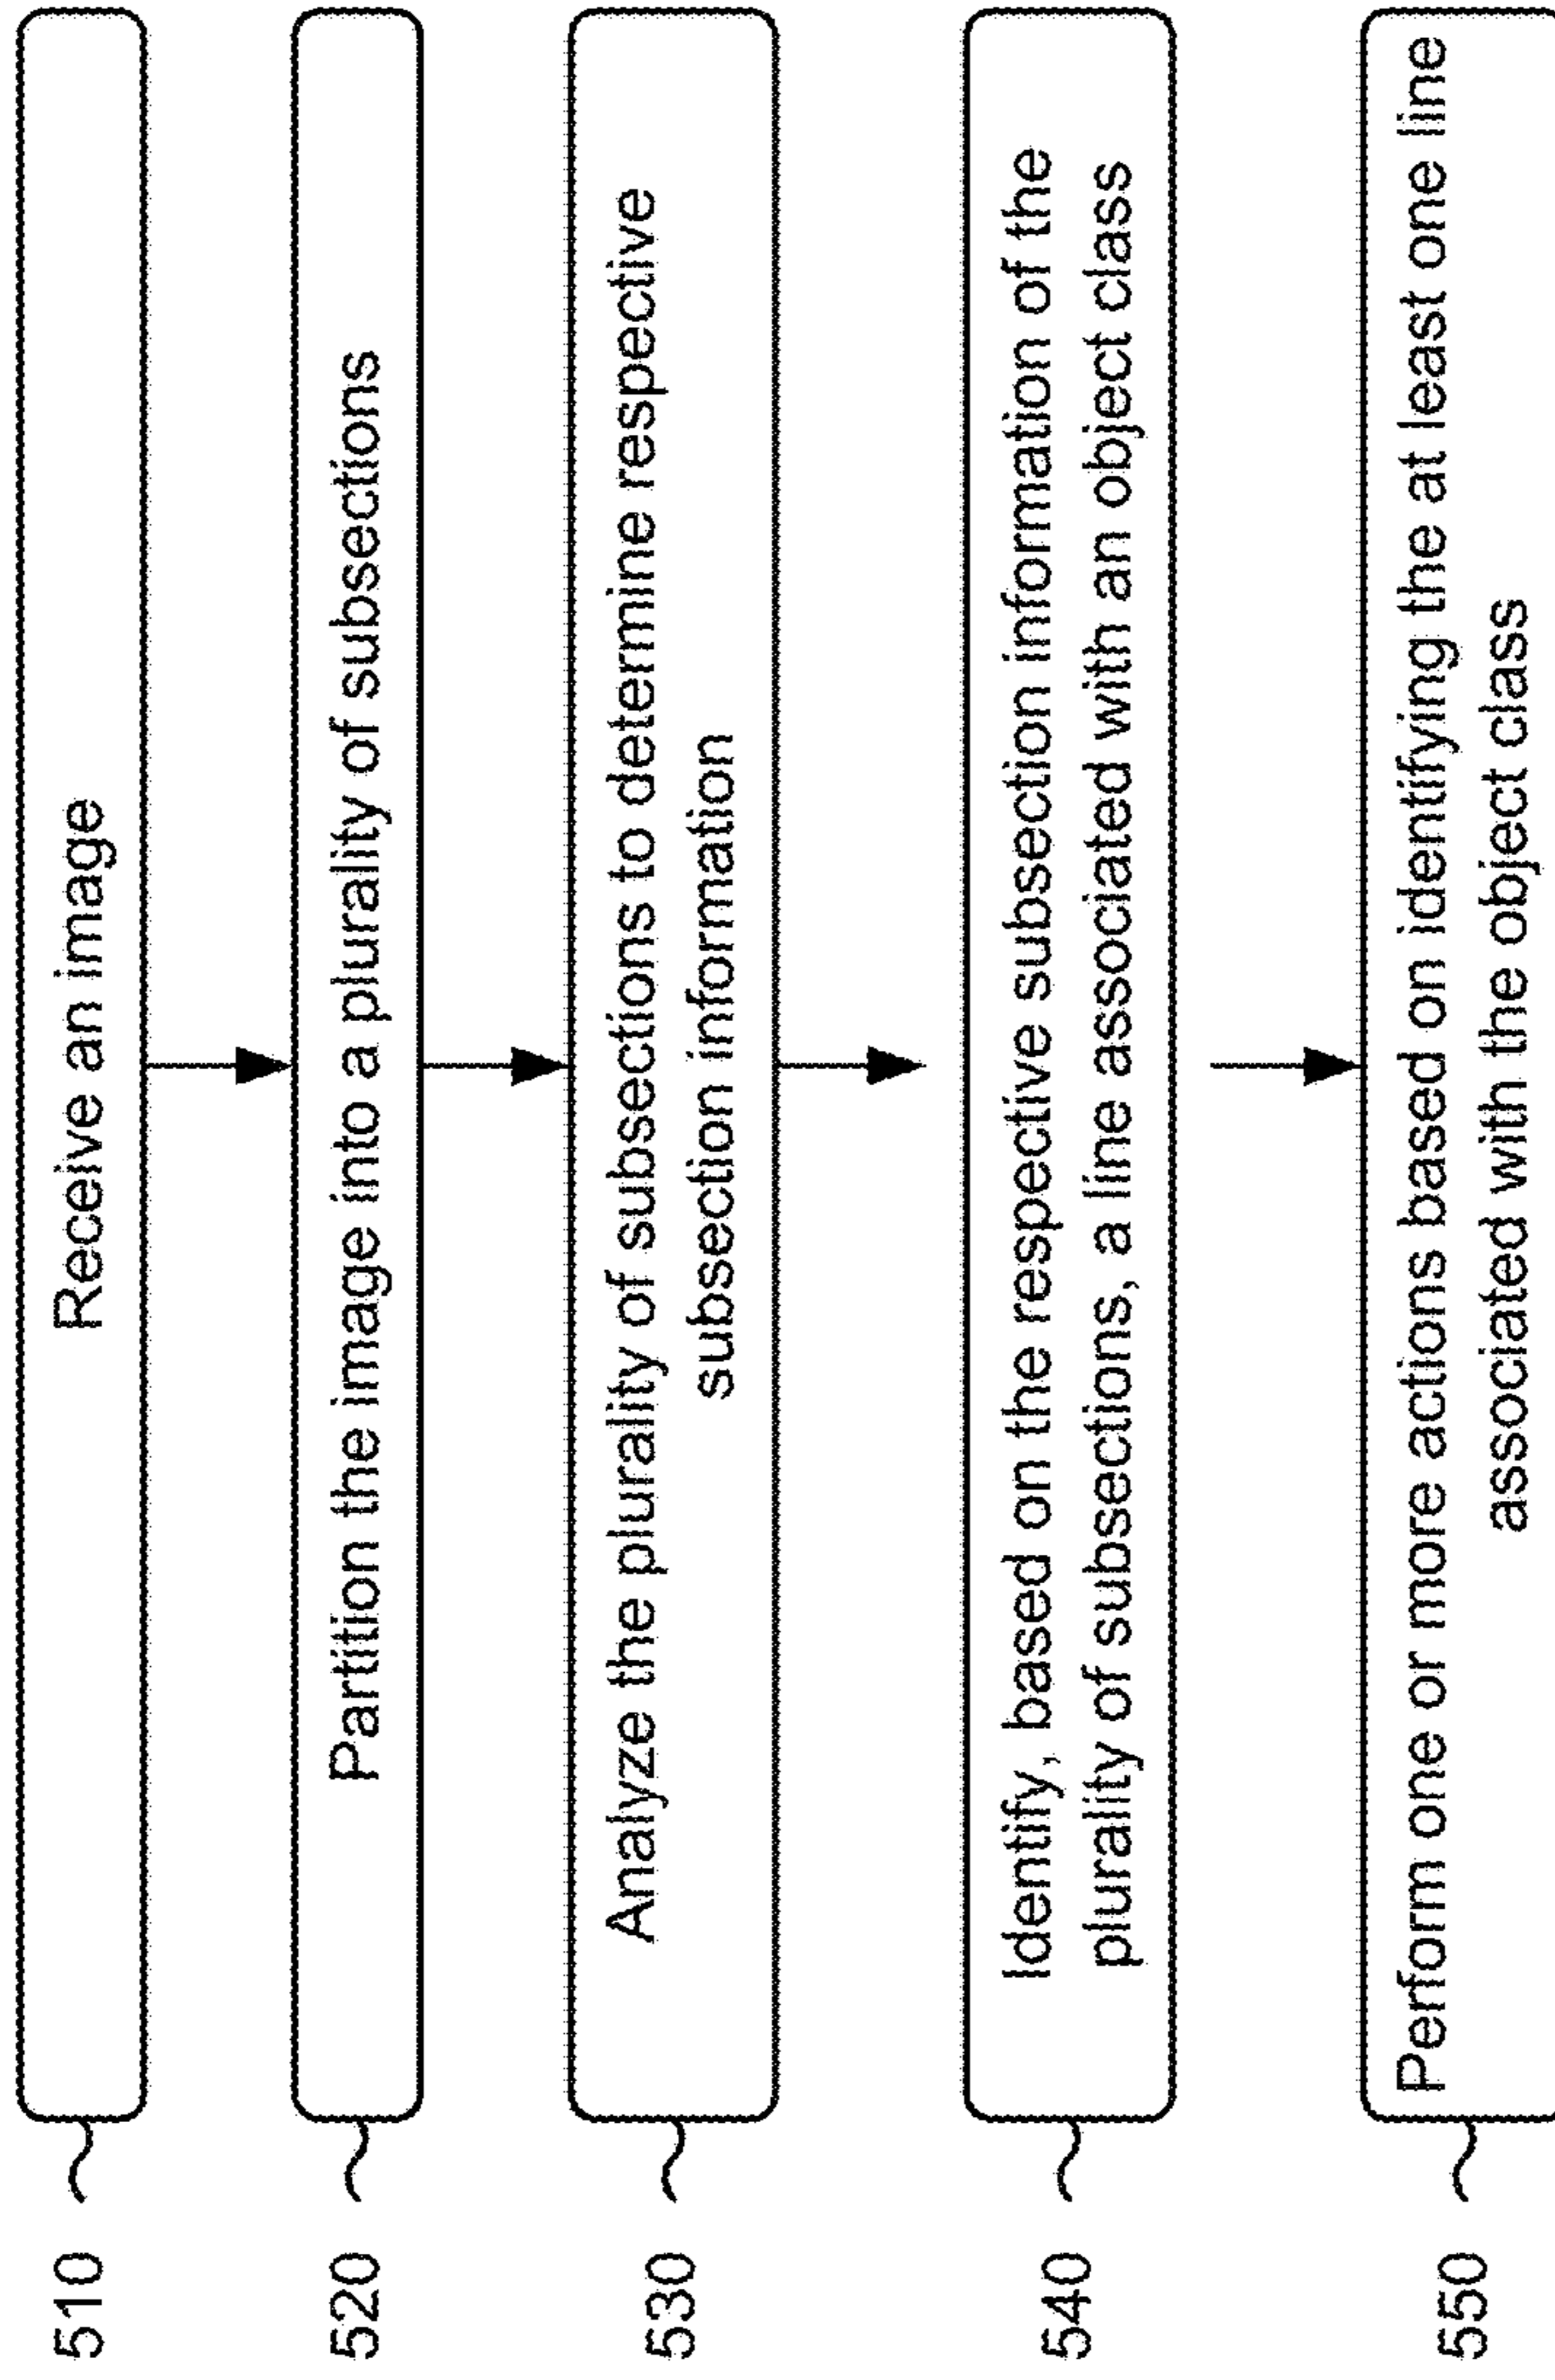 510
Receive an image
520
Partition the image into a plurality of subsections
530
Analyze the plurality of subsections to determine respective
subsection information
540
Identify, based on the respective subsection information of the
plurality of subsections, a line associated with an object class
550
Perform one or more actions based on identifying the at least one line
associated with the object class